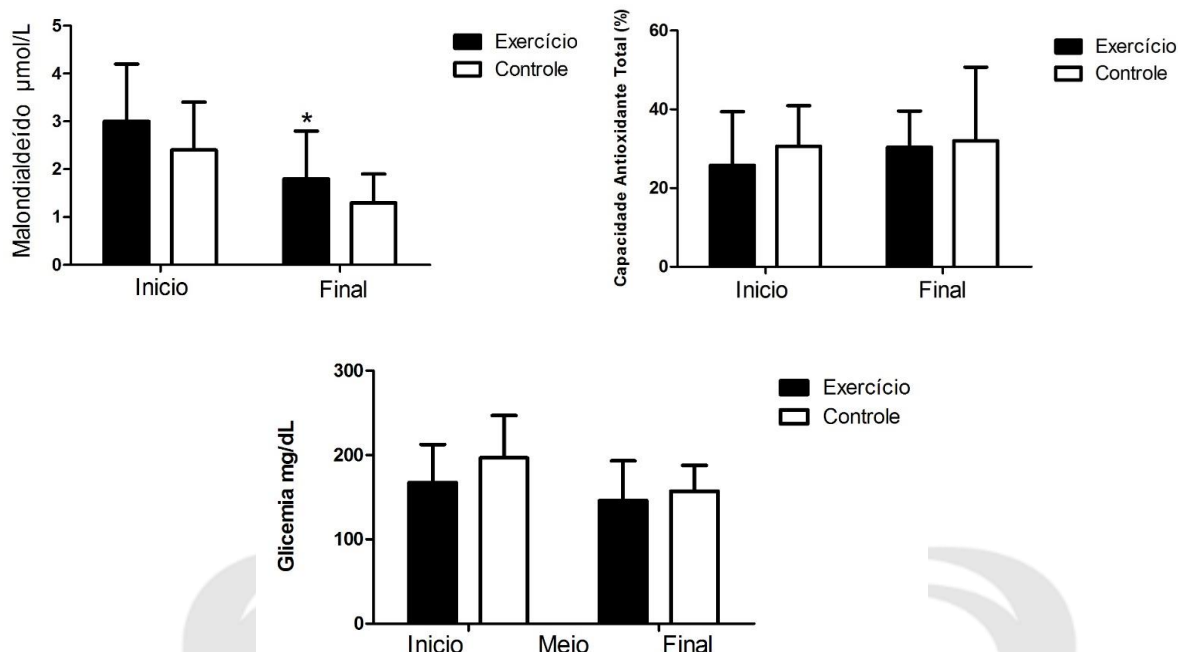 Malondialdeído µmol/L
5
4
3
2
1
0
*
Inicio
Final
Exercício
Controle
Capacidade Antioxidante Total (%)
60
40
20
0
Inicio
Final
Exercício
Controle
Glicemia mg/dL
300
200
100
0
Inicio
Meio
Final
Exercício
Controle